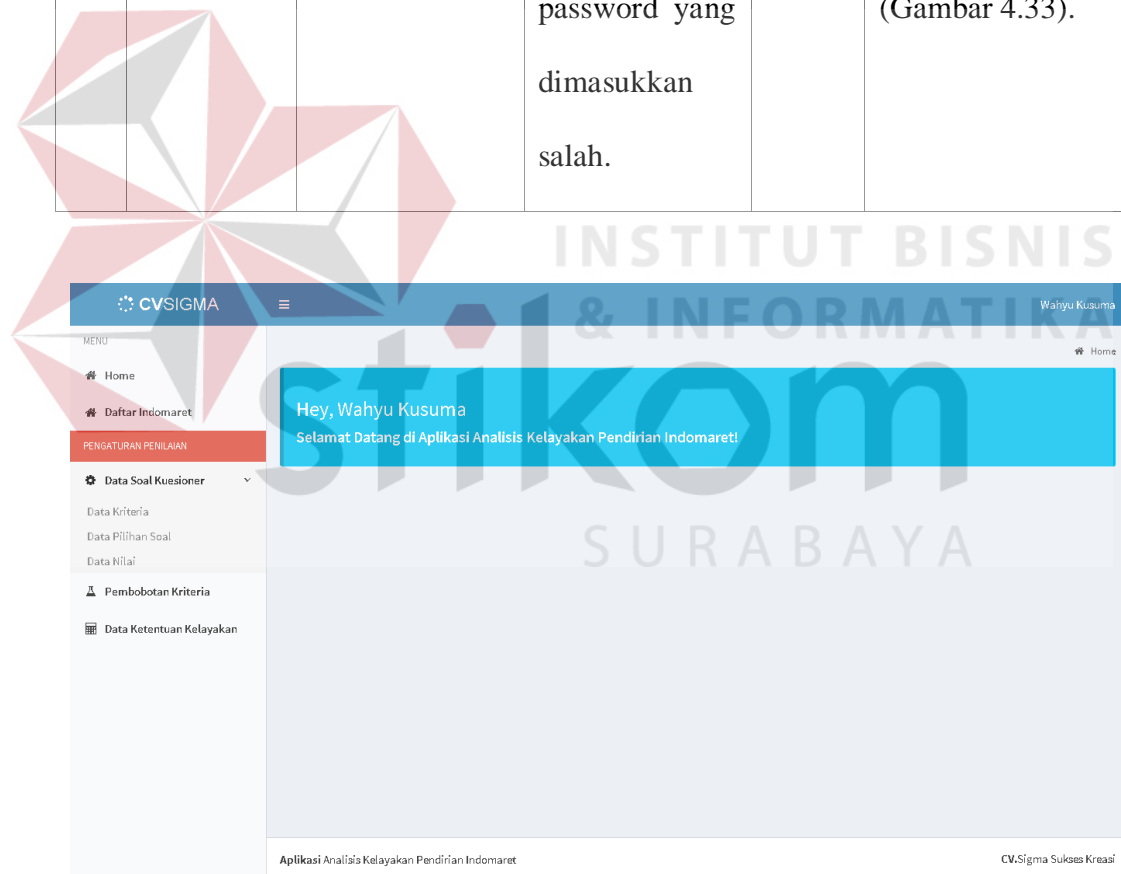 password yang
(Gambar 4.33).
dimasukkan
salah.
INSTITUT BISNIS
& INFORMATIKA
stikom
SURABAYA
CVSIGMA
Wahyu Kusuma
MENU
Home
Home
Daftar Indomaret
Hey, Wahyu Kusuma
Selamat Datang di Aplikasi Analisis Kelayakan Pendirian Indomaret!
PENGATURAN PENILAIAN
Data Soal Kuesioner
Data Kriteria
Data Pilihan Soal
Data Nilai
Pembobotan Kriteria
Data Ketentuan Kelayakan
Aplikasi Analisis Kelayakan Pendirian Indomaret
CV.Sigma Sukses Kreasi